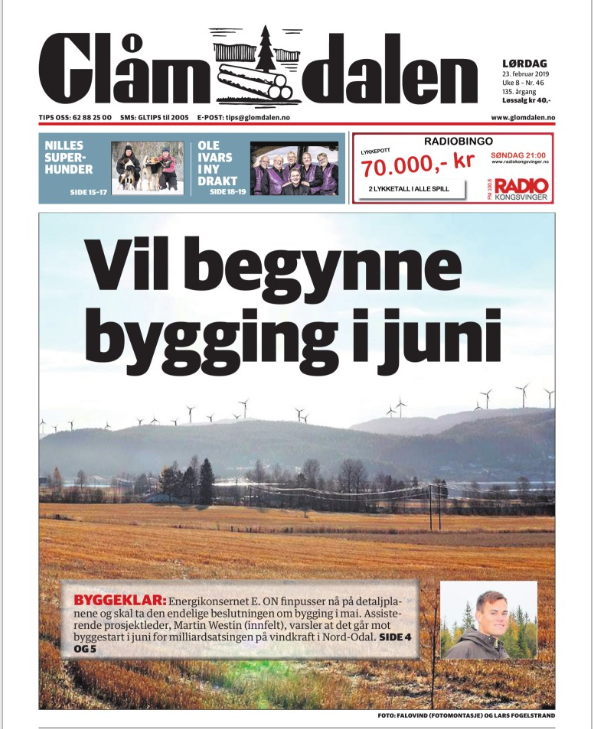 Glåmdalen
LØRDAG
23. februar 2019
Uke 8 - Nr. 46
135. årgang
Løssalg kr 40,-
TIPS OSS: 62 88 25 00 SMS: GLTIPS til 2005 E-POST: tips@glomdalen.no
www.glomdalen.no
NILLES
SUPER-
HUNDER
SIDE 15-17
OLE
IVARS
I NY
DRAKT
SIDE 18-19
RADIOBINGO
LYKKEPOTT
70.000,- kr
2 LYKKETALL I ALLE SPILL
SØNDAG 21:00
www.radiokongsvinger.no
RADIO
KONGSVINGER
Vil begynne
bygging i juni
BYGGEKLAR: Energikonsernet E. ON finpusser nå på detaljpla-
nene og skal ta den endelige beslutningen om bygging i mai. Assiste-
rende prosjektleder, Martin Westin (innfelt), varsler at det går mot
byggestart i juni for milliardsatsingen på vindkraft i Nord-Odal. SIDE 4
OG 5
FOTO: FALOVIND (FOTOMONTASJE) OG LARS FOGELSTRAND